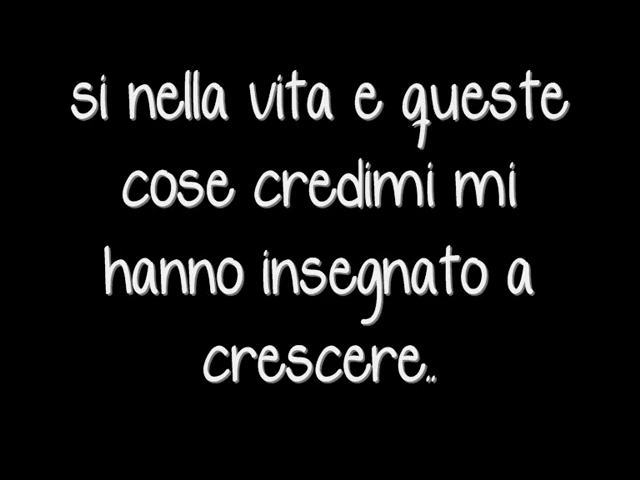 si nella vita e queste
cose credimi mi
hanno insegnato a
crescere..